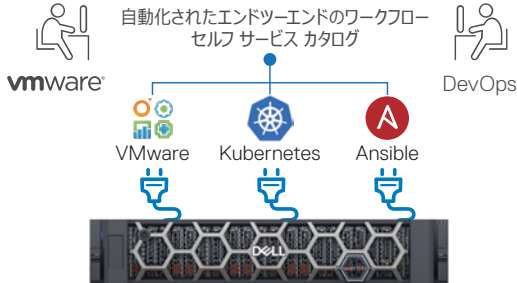 自動化されたエンドツーエンドのワークフロー
セルフ サービス カタログ
vmware®
DevOps
VMware
Kubernetes
Ansible
DELL